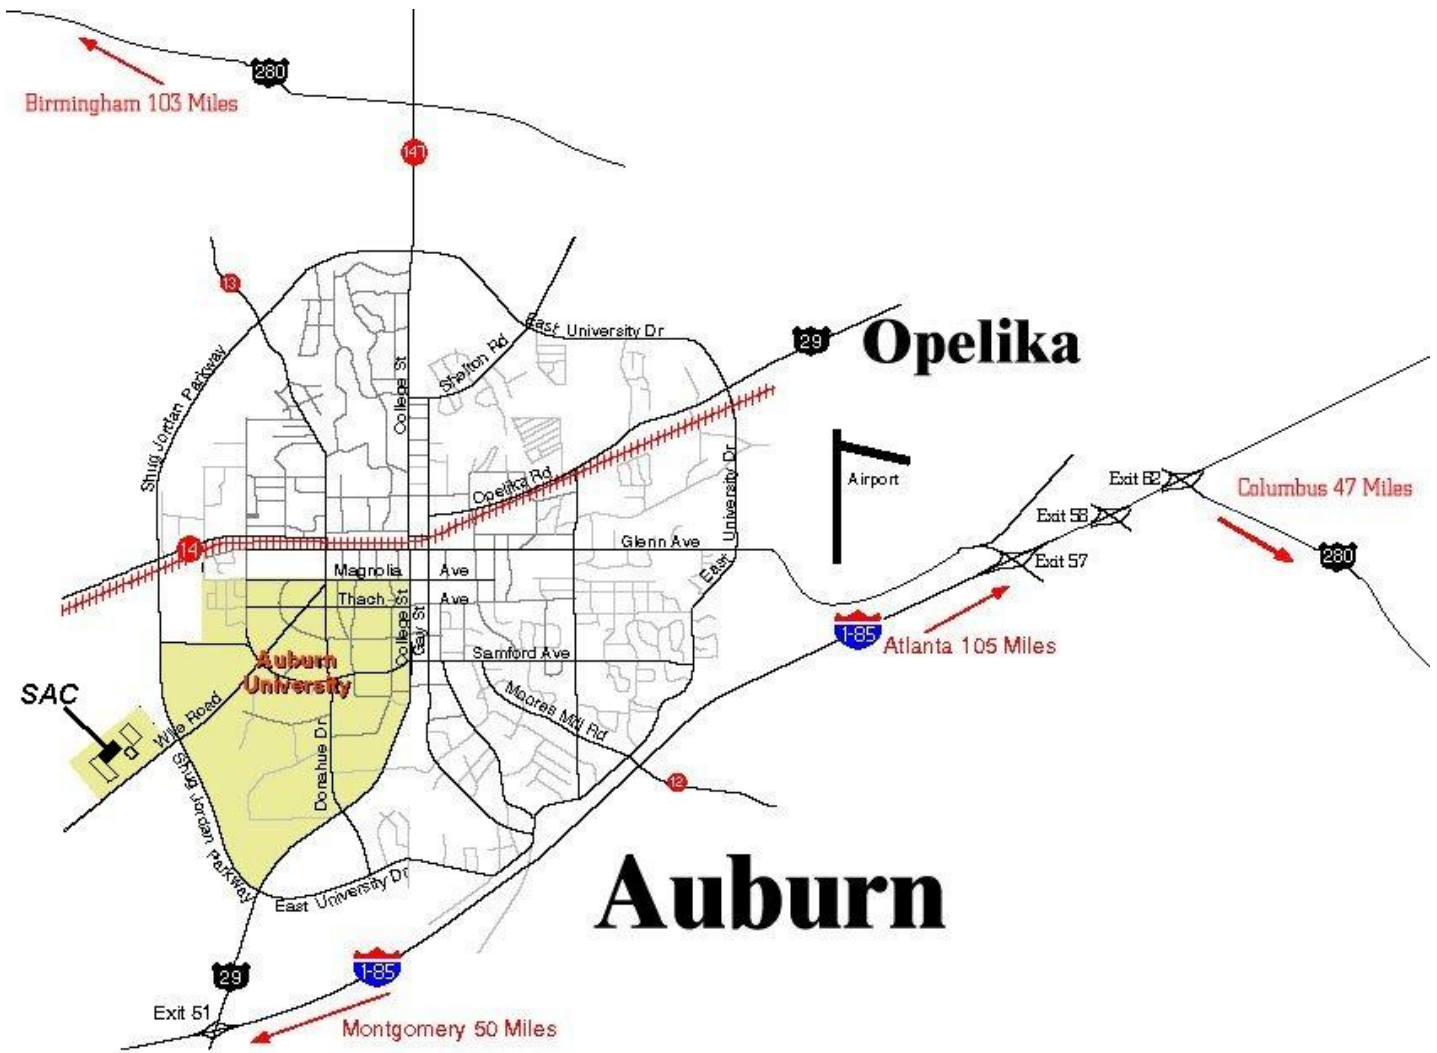 280
Birmingham 103 Miles
147
13
East University Dr
29
Opelika
Shelton Rd
College St
Shug Jordan Parkway
Opelika Rd
East University Dr
Airport
Exit 62
Columbus 47 Miles
Exit 58
14
Glenn Ave
Exit 57
280
Magnolia Ave
East
Thach Ave
College St
Gay St
I-85
Atlanta 105 Miles
Samford Ave
Auburn
University
SAC
Wire Road
Moores Mill Rd
Donahue Dr
12
Shug Jordan Parkway
East University Dr
Auburn
29
I-85
Exit 51
Montgomery 50 Miles